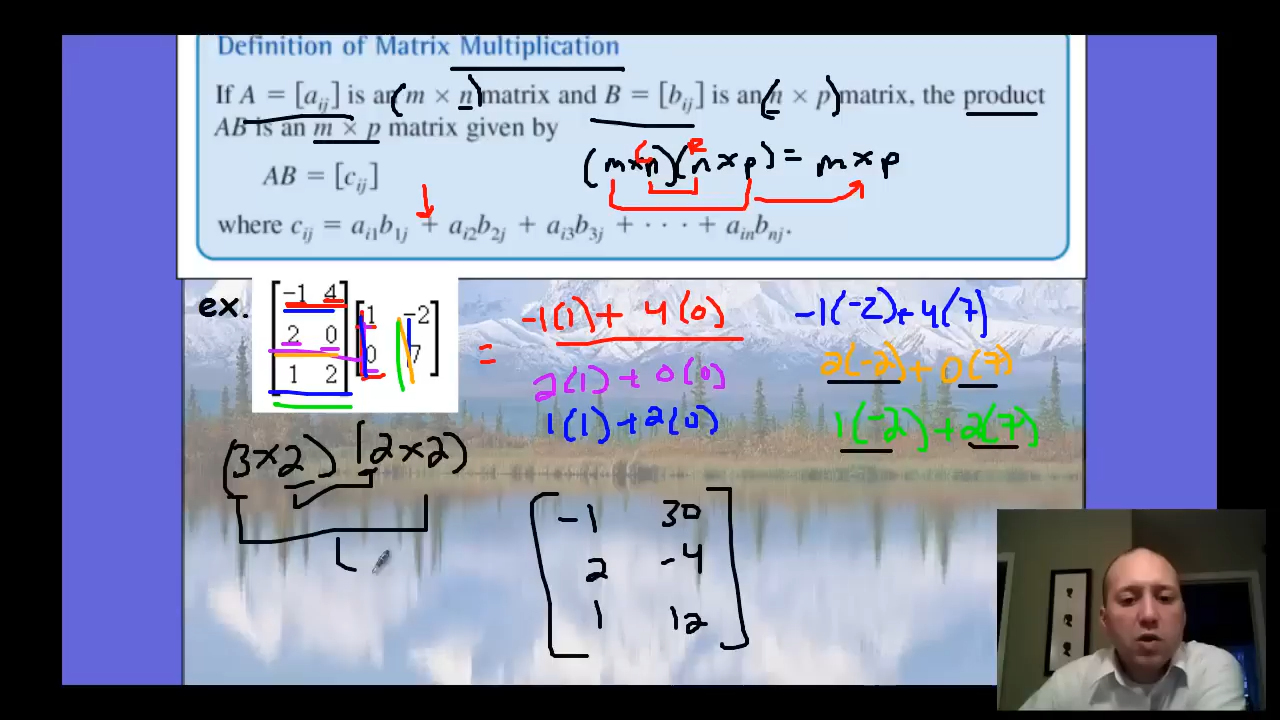 Definition of Matrix Multiplication
If A = [aij] is an (m × n) matrix and B = [bij] is an (n × p) matrix, the product
AB is an m × p matrix given by
(m×n)(n×p) = m×p
C R
AB = [cij]
where cij = ai1b1j + ai2b2j + ai3b3j + · · · + ainbnj.
ex.
-1 4
2 0
1 2
1 -2
0 7
=
-1(1) + 4(0)
2(1) + 0(0)
1(1) + 2(0)
-1(-2) + 4(7)
2(-2) + 0(7)
1(-2) + 2(7)
(3×2) (2×2)
-1 30
2 -4
1 12